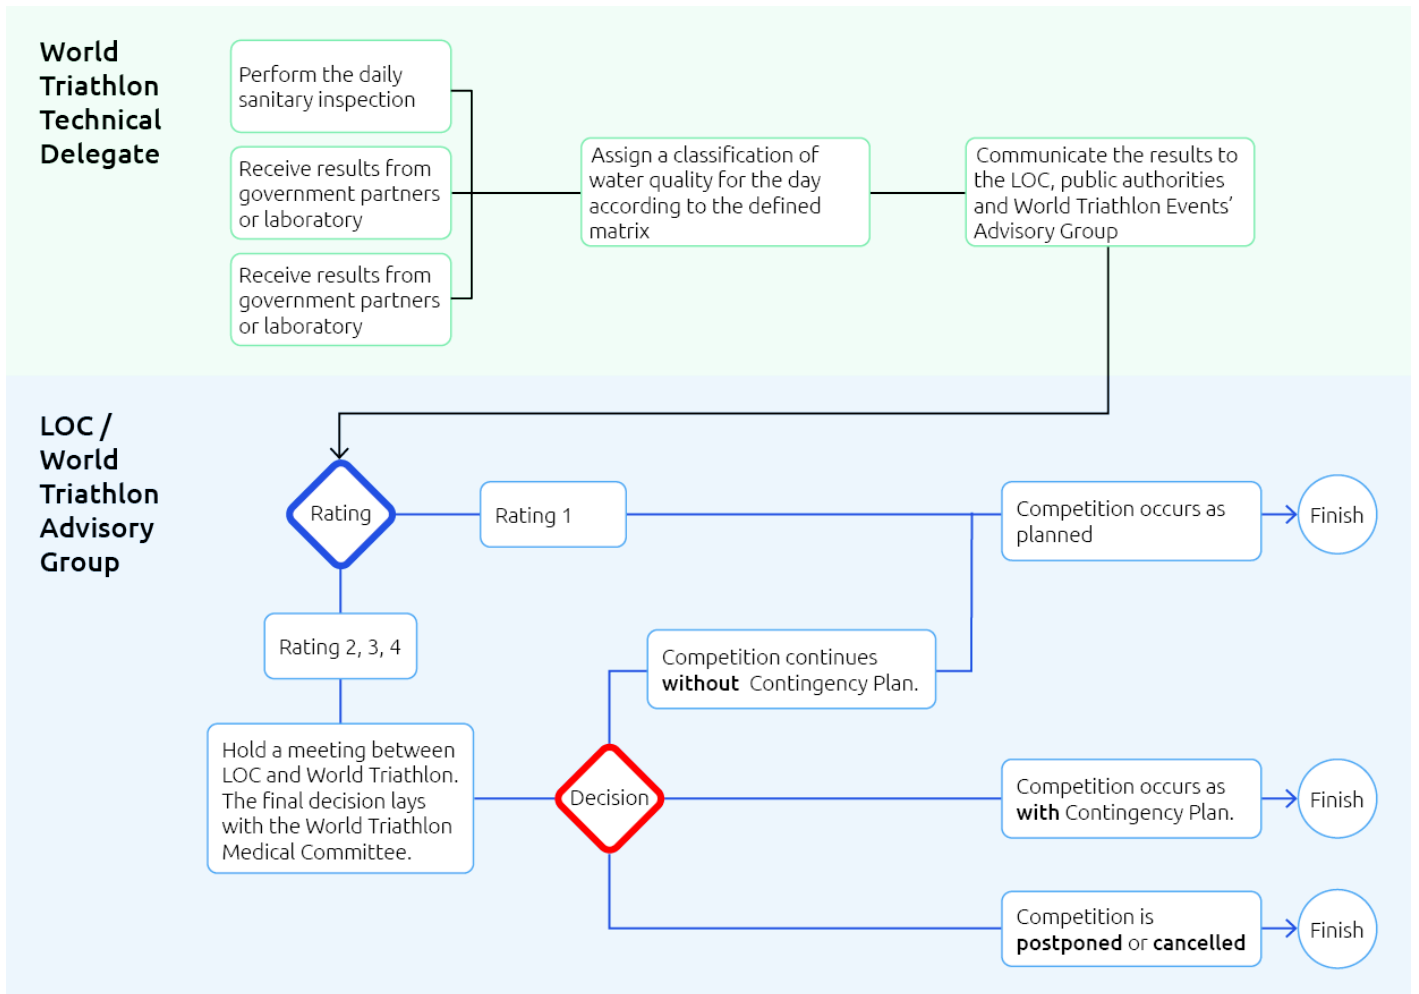 World
Triathlon
Technical
Delegate
Perform the daily
sanitary inspection
Receive results from
government partners
or laboratory
Receive results from
government partners
or laboratory
Assign a classification of
water quality for the day
according to the defined
matrix
Communicate the results to
the LOC, public authorities
and World Triathlon Events’
Advisory Group
LOC /
World
Triathlon
Advisory
Group
Rating
Rating 1
Competition occurs as
planned
Finish
Rating 2, 3, 4
Competition continues
without Contingency Plan.
Hold a meeting between
LOC and World Triathlon.
The final decision lays
with the World Triathlon
Medical Committee.
Decision
Competition occurs as
with Contingency Plan.
Finish
Competition is
postponed or cancelled
Finish